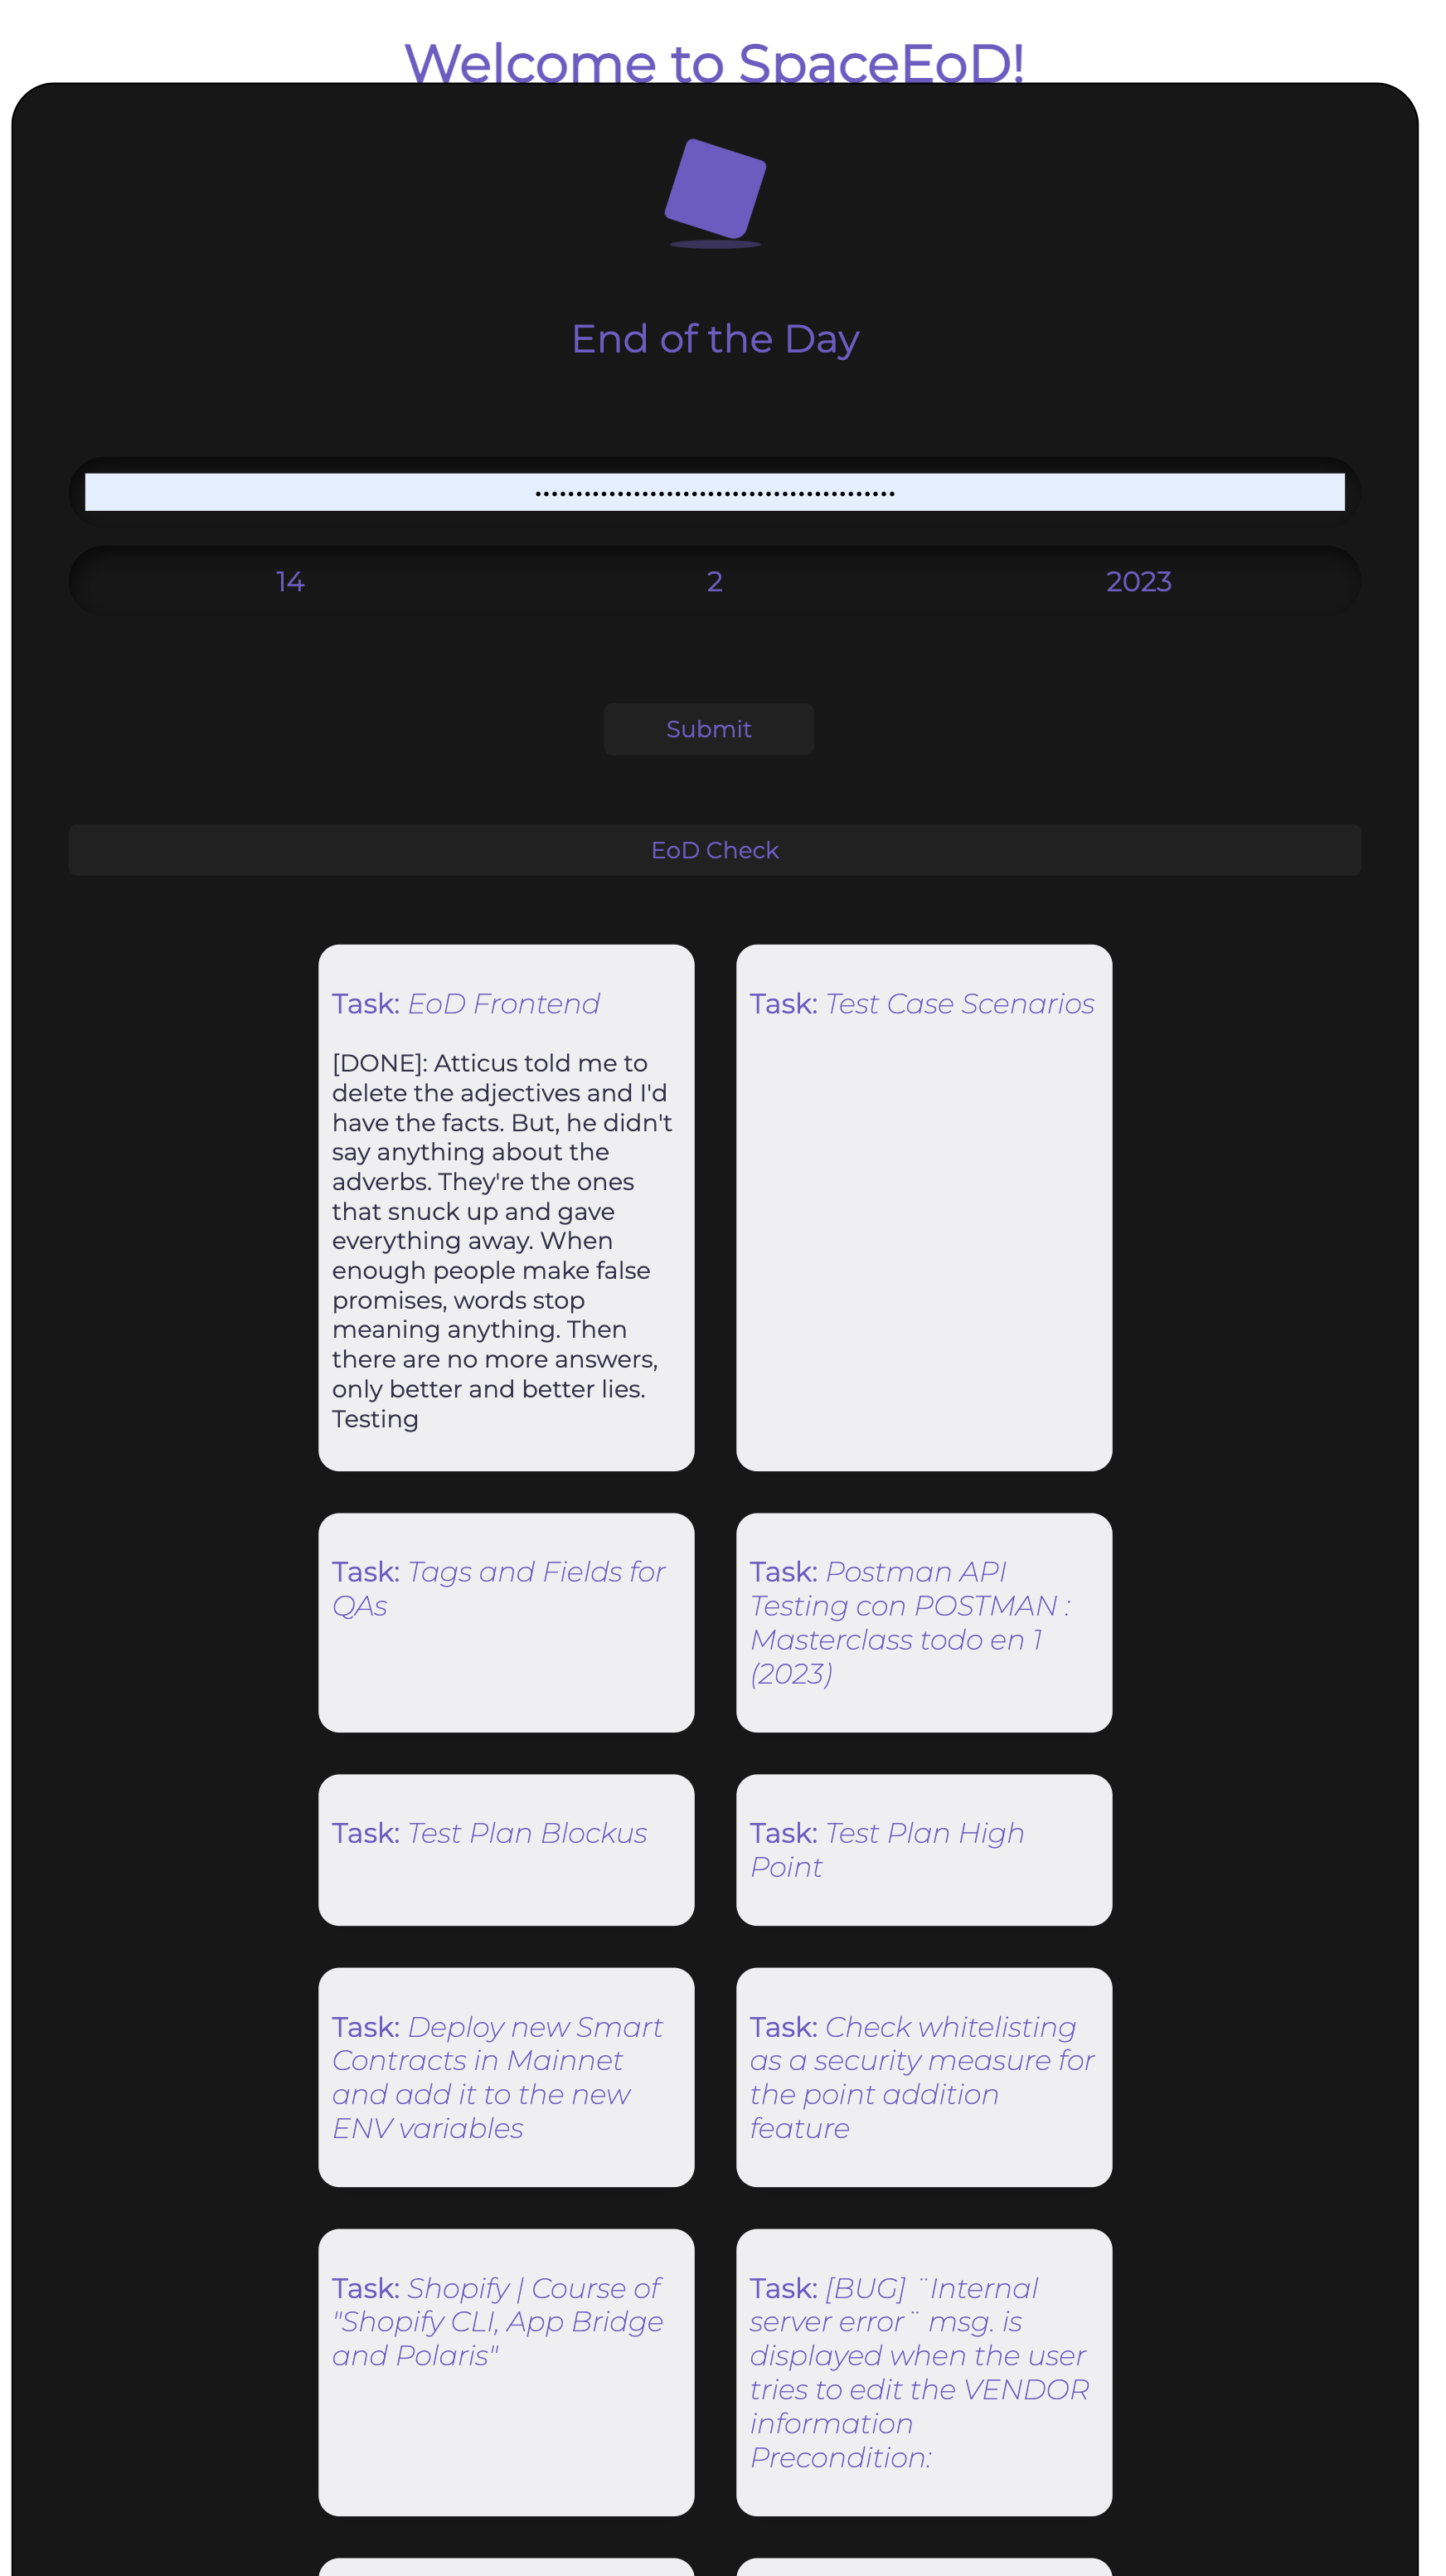 Welcome to SpaceEoD!
End of the Day
14 2 2023
Submit
EoD Check
Task: EoD Frontend
[DONE]: Atticus told me to
delete the adjectives and I'd
have the facts. But, he didn't
say anything about the
adverbs. They're the ones
that snuck up and gave
everything away. When
enough people make false
promises, words stop
meaning anything. Then
there are no more answers,
only better and better lies.
Testing
Task: Test Case Scenarios
Task: Tags and Fields for
QAs
Task: Postman API
Testing con POSTMAN :
Masterclass todo en 1
(2023)
Task: Test Plan Blockus
Task: Test Plan High
Point
Task: Deploy new Smart
Contracts in Mainnet
and add it to the new
ENV variables
Task: Check whitelisting
as a security measure for
the point addition
feature
Task: Shopify | Course of
"Shopify CLI, App Bridge
and Polaris"
Task: [BUG] ¨Internal
server error¨ msg. is
displayed when the user
tries to edit the VENDOR
information
Precondition: